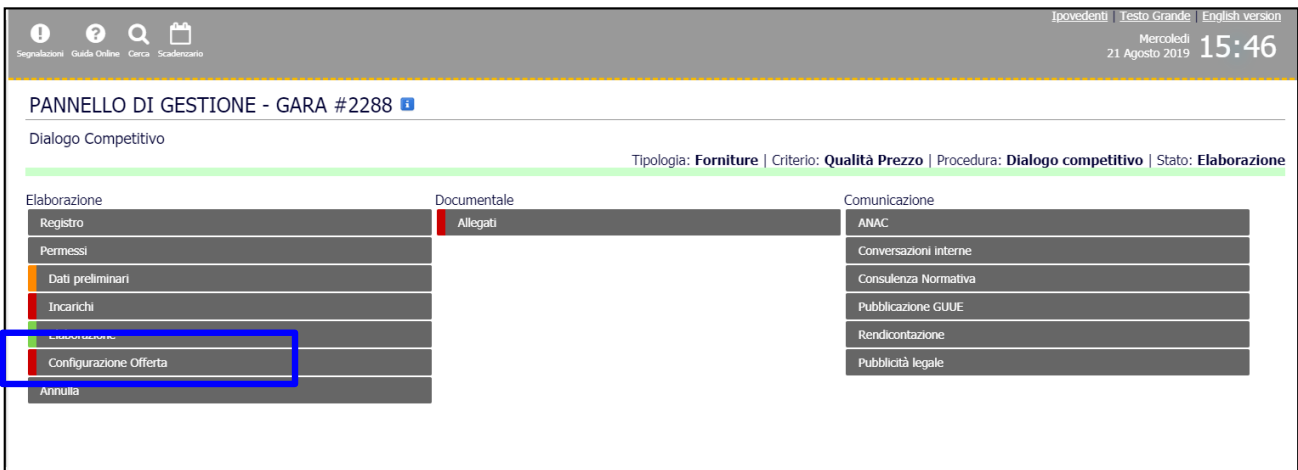 Ipovedenti | Testo Grande | English version
Segnalazioni Guida Online Cerca Scadenzario
Mercoledì
21 Agosto 2019 15:46
PANNELLO DI GESTIONE - GARA #2288
Dialogo Competitivo
Tipologia: Forniture | Criterio: Qualità Prezzo | Procedura: Dialogo competitivo | Stato: Elaborazione
Elaborazione
Registro
Permessi
Dati preliminari
Incarichi
Elaborazione
Configurazione Offerta
Annulla
Documentale
Allegati
Comunicazione
ANAC
Conversazioni interne
Consulenza Normativa
Pubblicazione GUUE
Rendicontazione
Pubblicità legale